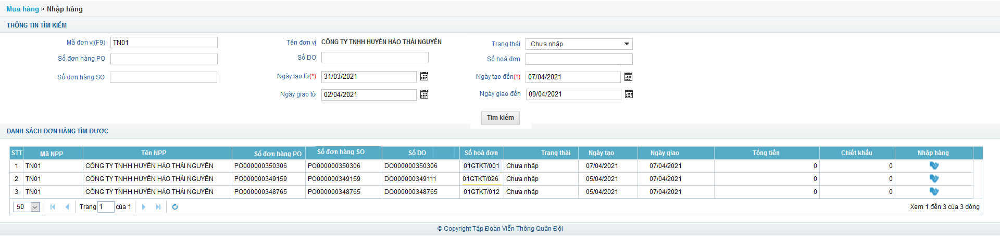 Mua hàng » Nhập hàng
THÔNG TIN TÌM KIẾM
Mã đơn vị(F9) TN01 Tên đơn vị CÔNG TY TNHH HUYỀN HẢO THÁI NGUYÊN Trạng thái Chưa nhập
Số đơn hàng PO Số DO Số hoá đơn
Số đơn hàng SO Ngày tạo từ(*) 31/03/2021 Ngày tạo đến(*) 07/04/2021
Ngày giao từ 02/04/2021 Ngày giao đến 09/04/2021
Tìm kiếm
DANH SÁCH ĐƠN HÀNG TÌM ĐƯỢC
STT Mã NPP Tên NPP Số đơn hàng PO Số đơn hàng SO Số DO Số hoá đơn Trạng thái Ngày tạo Ngày giao Tổng tiền Chiết khấu Nhập hàng
1 TN01 CÔNG TY TNHH HUYỀN HẢO THÁI NGUYÊN PO000000350306 PO000000350306 DO000000350306 01GTKT/001 Chưa nhập 07/04/2021 07/04/2021 0 0
2 TN01 CÔNG TY TNHH HUYỀN HẢO THÁI NGUYÊN PO000000349159 PO000000349159 DO000000349111 01GTKT/026 Chưa nhập 05/04/2021 07/04/2021 0 0
3 TN01 CÔNG TY TNHH HUYỀN HẢO THÁI NGUYÊN PO000000348765 PO000000348765 DO000000348765 01GTKT/012 Chưa nhập 05/04/2021 07/04/2021 0 0
50 Trang 1 của 1 Xem 1 đến 3 của 3 dòng
© Copyright Tập Đoàn Viễn Thông Quân Đội